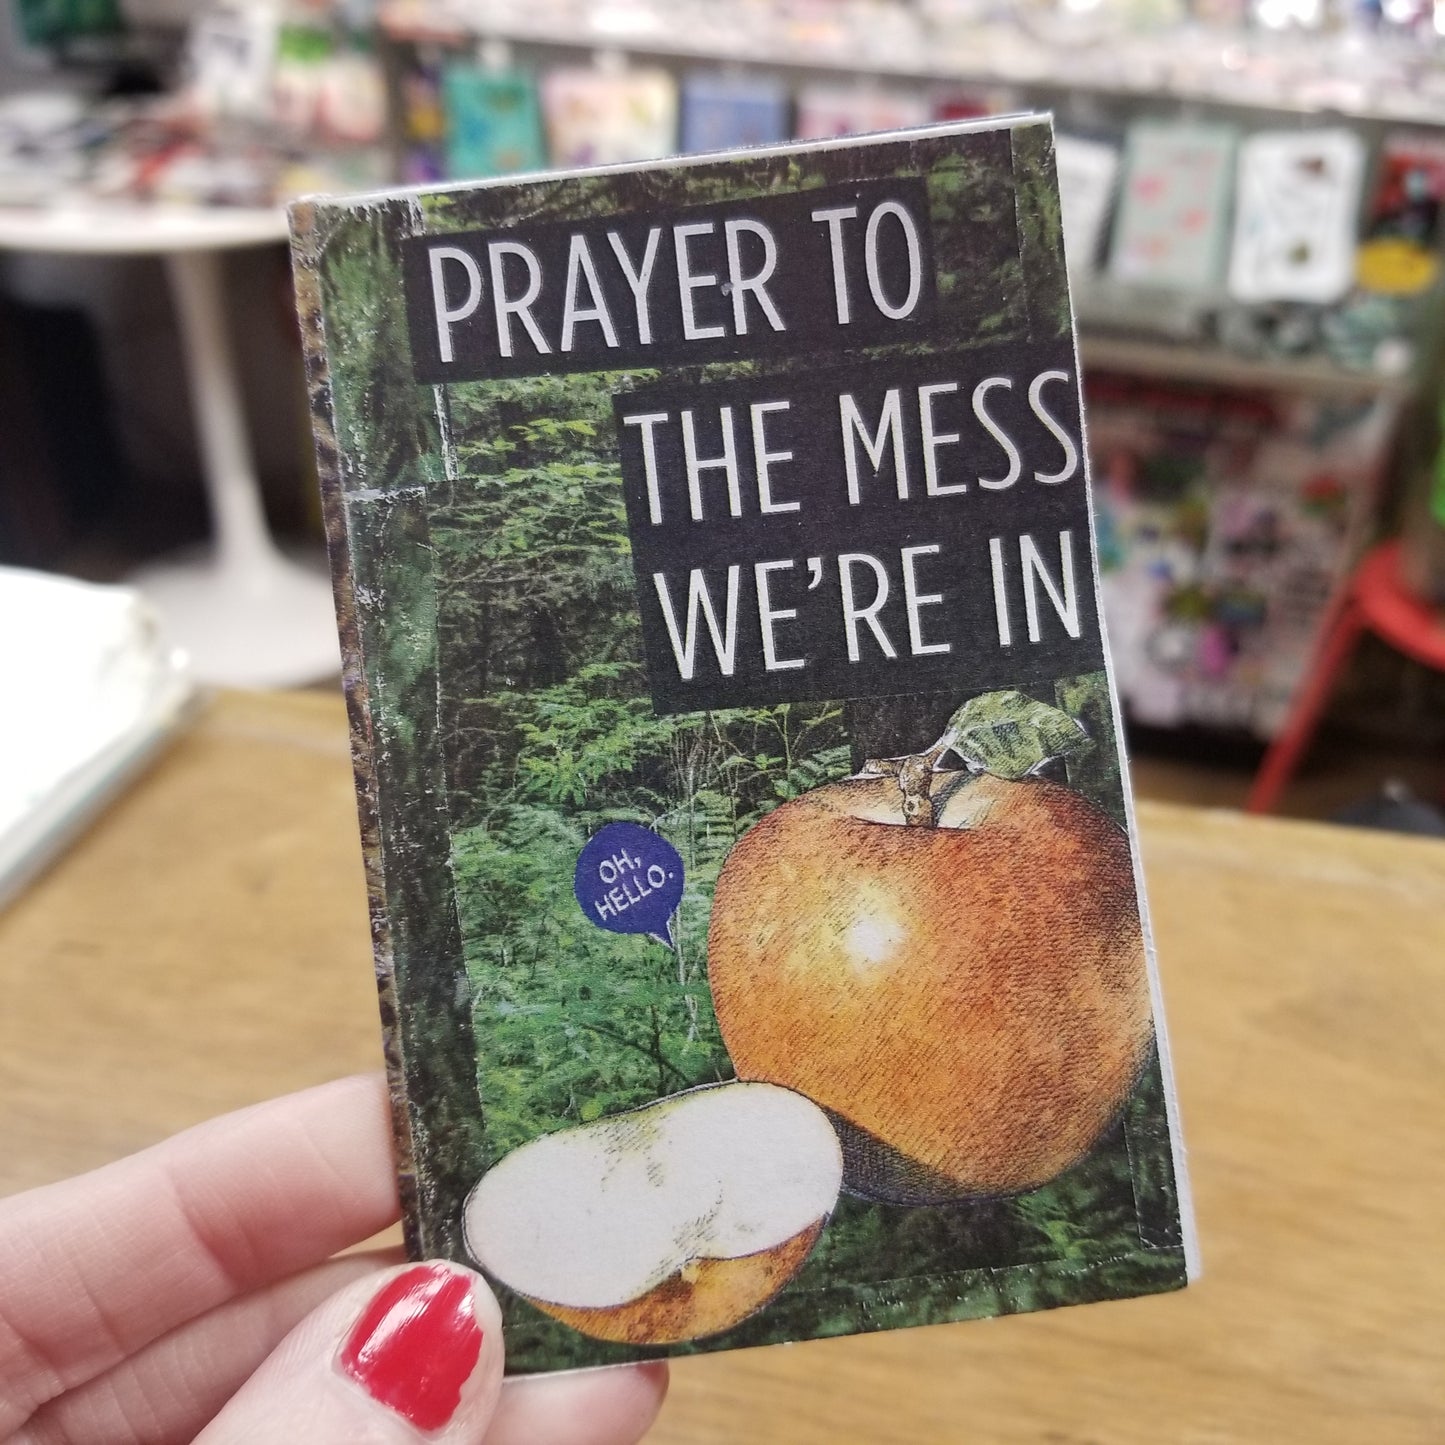 PRAYER TO
THE MESS
WE'RE IN
OH,
HELLO.